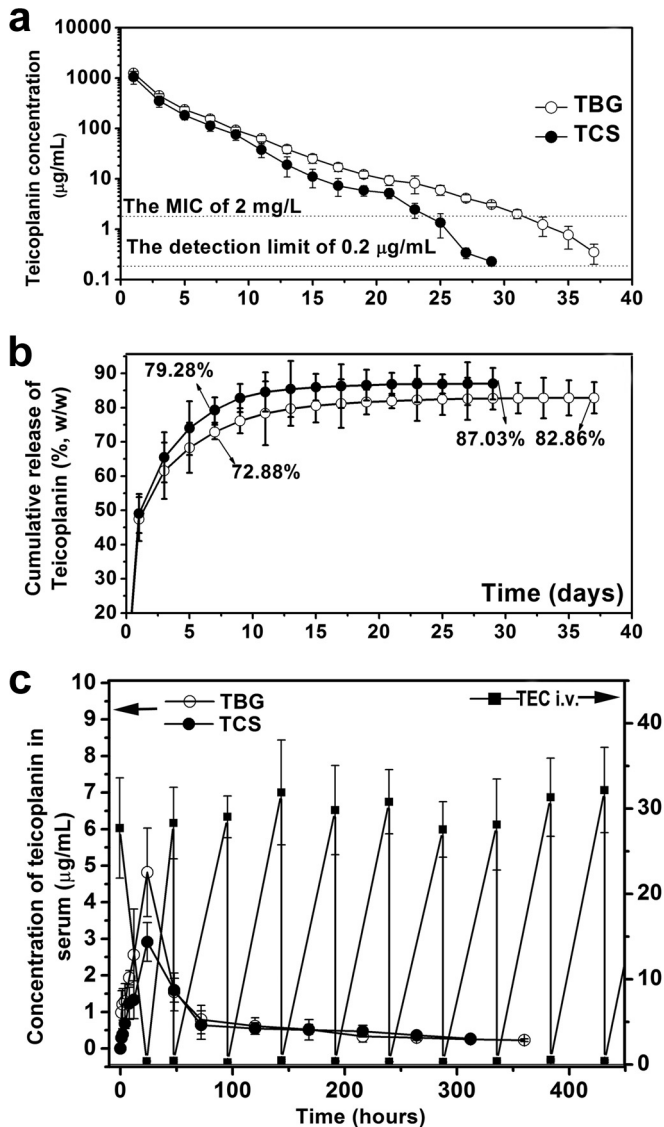 a
Teicoplanin concentration
(μg/mL)
10000
1000
100
10
1
0.1
TBG
TCS
The MIC of 2 mg/L
The detection limit of 0.2 μg/mL
0 5 10 15 20 25 30 35 40
b
Cumulative release of
Teicoplanin (%, w/w)
90
80
70
60
50
40
30
20
79.28%
72.88%
87.03% 82.86%
Time (days)
0 5 10 15 20 25 30 35 40
c
Concentration of teicoplanin in
serum (μg/mL)
10
9
8
7
6
5
4
3
2
1
0
TBG
TCS
TEC i.v.
40
30
20
10
0
0 100 200 300 400
Time (hours)